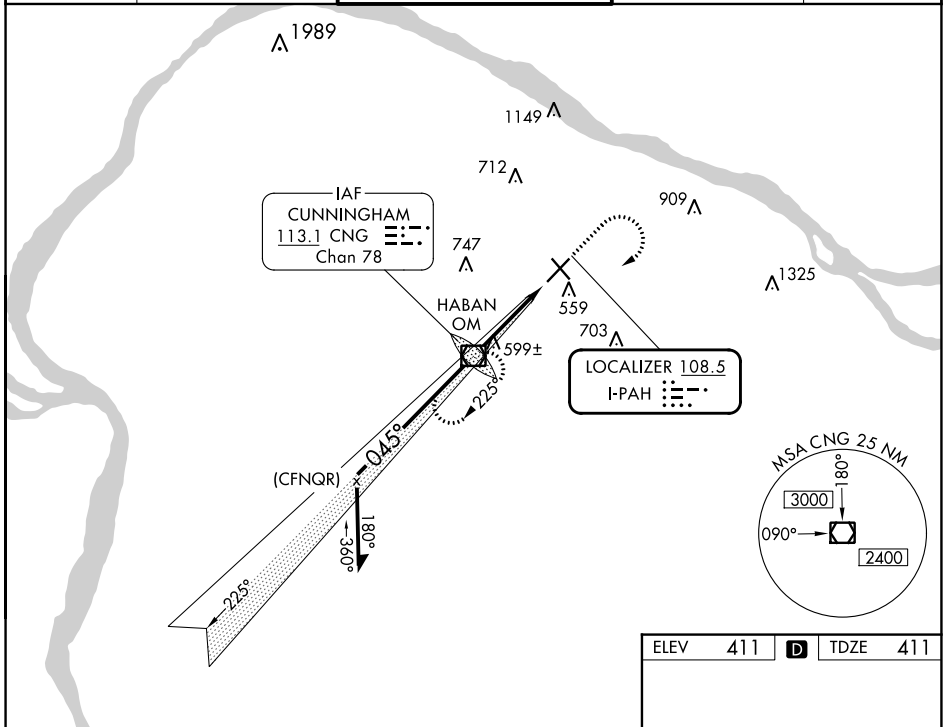 1989
1149
712
IAF
CUNNINGHAM
113.1 CNG
Chan 78
909
747
1325
HABAN
OM
559
703
599±
LOCALIZER 108.5
I-PAH
225°
045°
(CFNQR)
180°
360°
225°
MSA CNG 25 NM
180°
3000
090°
2400
ELEV 411 D TDZE 411